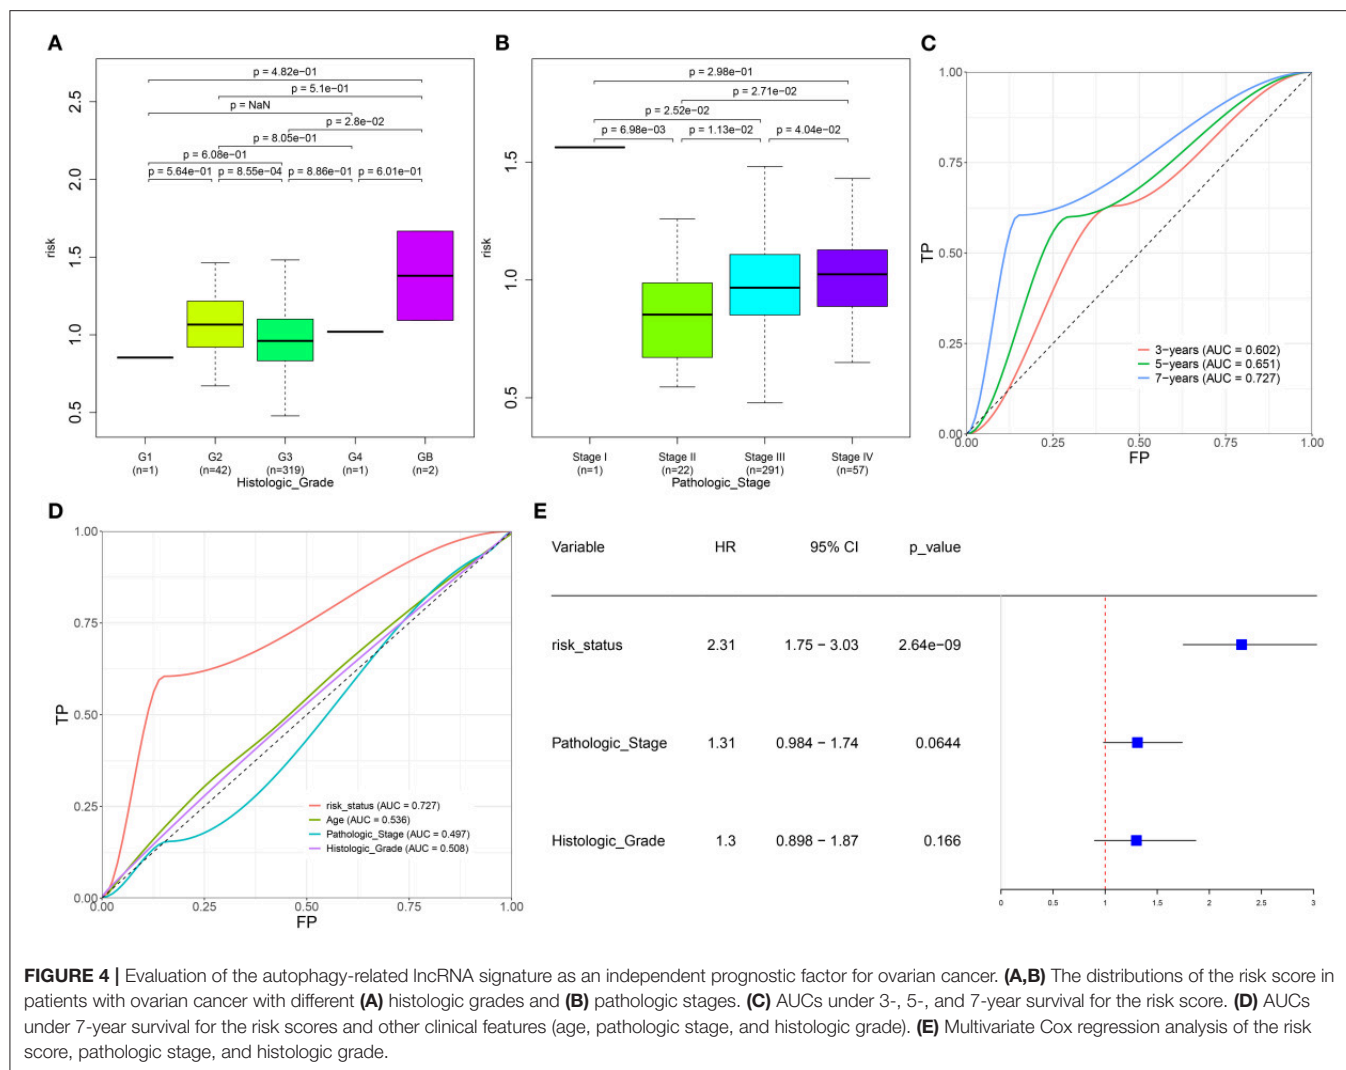 A
p = 4.82e−01
p = 5.1e−01
p = NaN
p = 2.8e−02
p = 8.05e−01
p = 6.08e−01
p = 5.64e−01 p = 8.55e−04 p = 8.86e−01 p = 6.01e−01
risk
2.5
2.0
1.5
1.0
0.5
G1 G2 G3 G4 GB
(n=1) (n=42) (n=319) (n=1) (n=2)
Histologic_Grade
B
p = 2.98e−01
p = 2.71e−02
p = 2.52e−02
p = 6.98e−03 p = 1.13e−02 p = 4.04e−02
risk
1.5
1.0
0.5
Stage I Stage II Stage III Stage IV
(n=1) (n=22) (n=291) (n=57)
Pathologic_Stage
C
TP
1.00
0.75
0.50
0.25
0.00
3−years (AUC = 0.602)
5−years (AUC = 0.651)
7−years (AUC = 0.727)
0.00 0.25 0.50 0.75 1.00
FP
D
TP
1.00
0.75
0.50
0.25
0.00
risk_status (AUC = 0.727)
Age (AUC = 0.536)
Pathologic_Stage (AUC = 0.497)
Histologic_Grade (AUC = 0.508)
0.00 0.25 0.50 0.75 1.00
FP
E
Variable HR 95% CI p_value
risk_status 2.31 1.75 − 3.03 2.64e−09
Pathologic_Stage 1.31 0.984 − 1.74 0.0644
Histologic_Grade 1.3 0.898 − 1.87 0.166
0 0.5 1 1.5 2 2.5 3
FIGURE 4 | Evaluation of the autophagy-related lncRNA signature as an independent prognostic factor for ovarian cancer. (A,B) The distributions of the risk score in
patients with ovarian cancer with different (A) histologic grades and (B) pathologic stages. (C) AUCs under 3-, 5-, and 7-year survival for the risk score. (D) AUCs
under 7-year survival for the risk scores and other clinical features (age, pathologic stage, and histologic grade). (E) Multivariate Cox regression analysis of the risk
score, pathologic stage, and histologic grade.